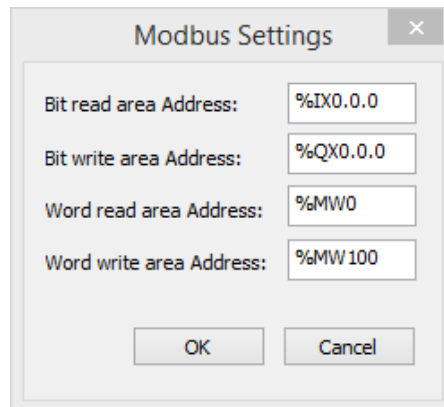 Modbus Settings
×
Bit read area Address: %IX0.0.0
Bit write area Address: %QX0.0.0
Word read area Address: %MW0
Word write area Address: %MW100
OK Cancel